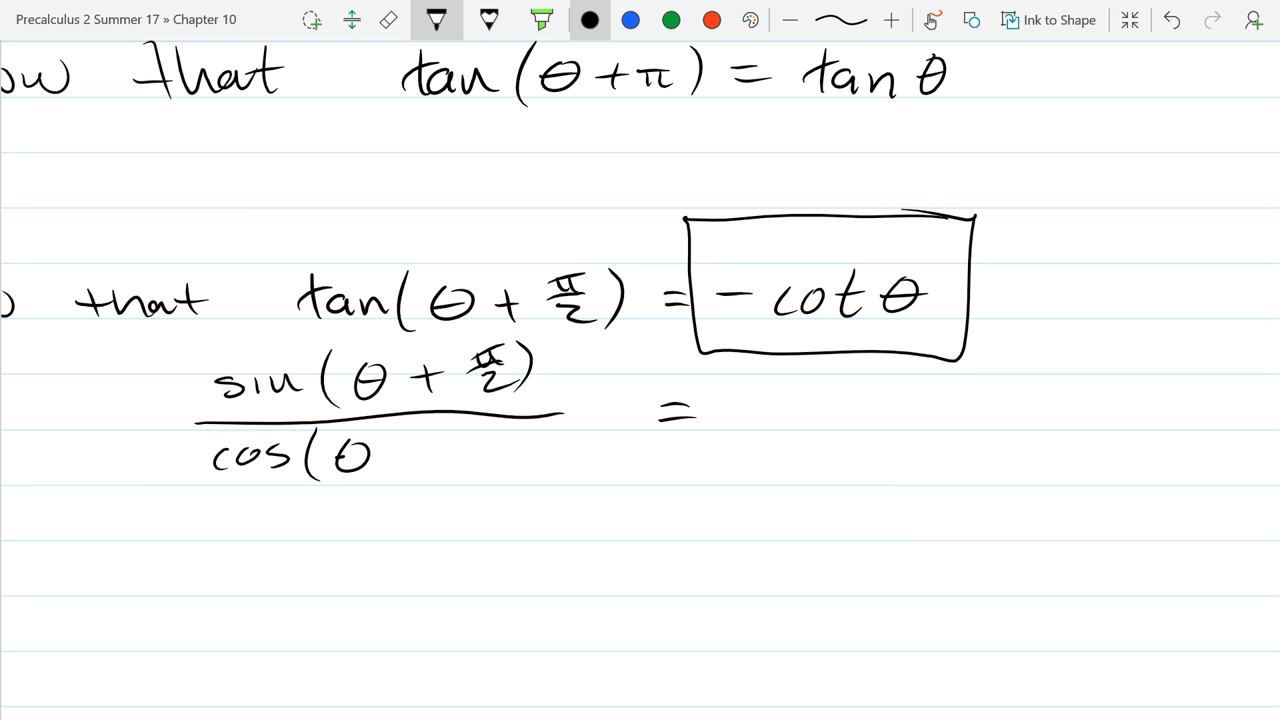 Precalculus 2 Summer 17 » Chapter 10
Ink to Shape
ow that tan(θ+π) = tan θ
that tan(θ + π/2) = - cot θ
sin(θ + π/2)
=
cos(θ